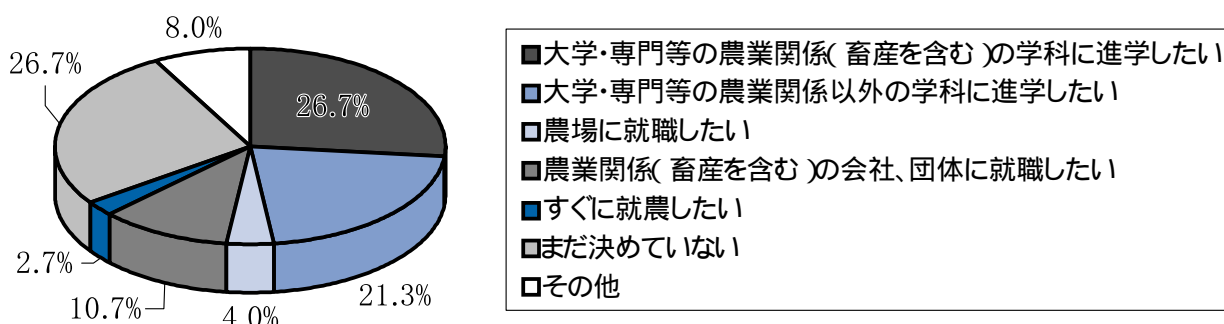 8.0%
26.7%
26.7%
2.7%
10.7%
4.0%
21.3%
■大学・専門等の農業関係(畜産を含む)の学科に進学したい
■大学・専門等の農業関係以外の学科に進学したい
□農場に就職したい
■農業関係(畜産を含む)の会社、団体に就職したい
■すぐに就農したい
■まだ決めていない
□その他